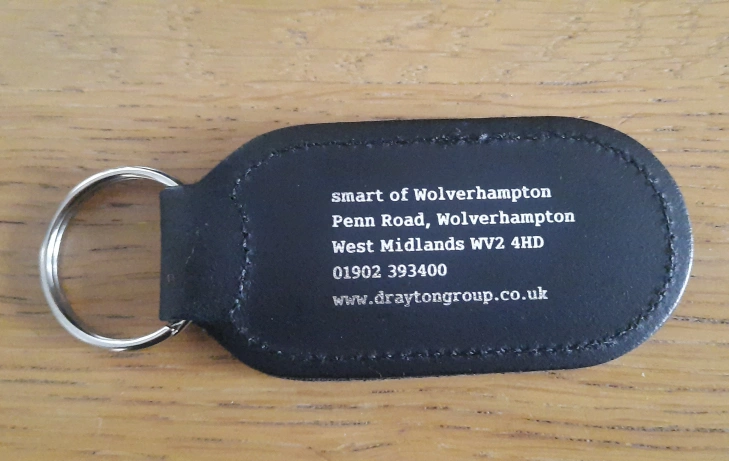 smart of Wolverhampton
Penn Road, Wolverhampton
West Midlands WV2 4HD
01902 393400
www.draytongroup.co.uk